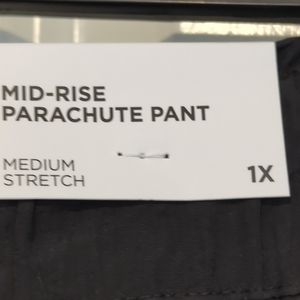 MID-RISE
PARACHUTE PANT
MEDIUM
STRETCH
1X